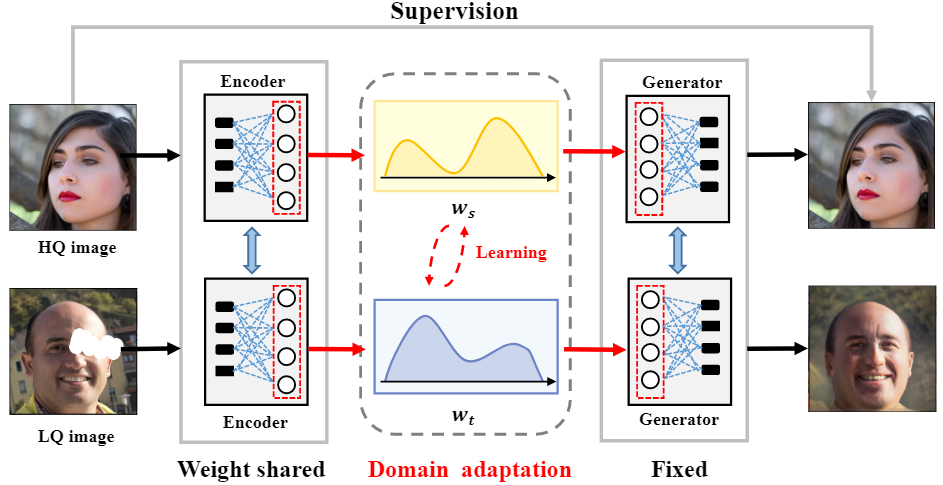 Supervision
Encoder
Generator
HQ image
w_s
Learning
LQ image
Encoder
w_t
Generator
Weight shared
Domain adaptation
Fixed